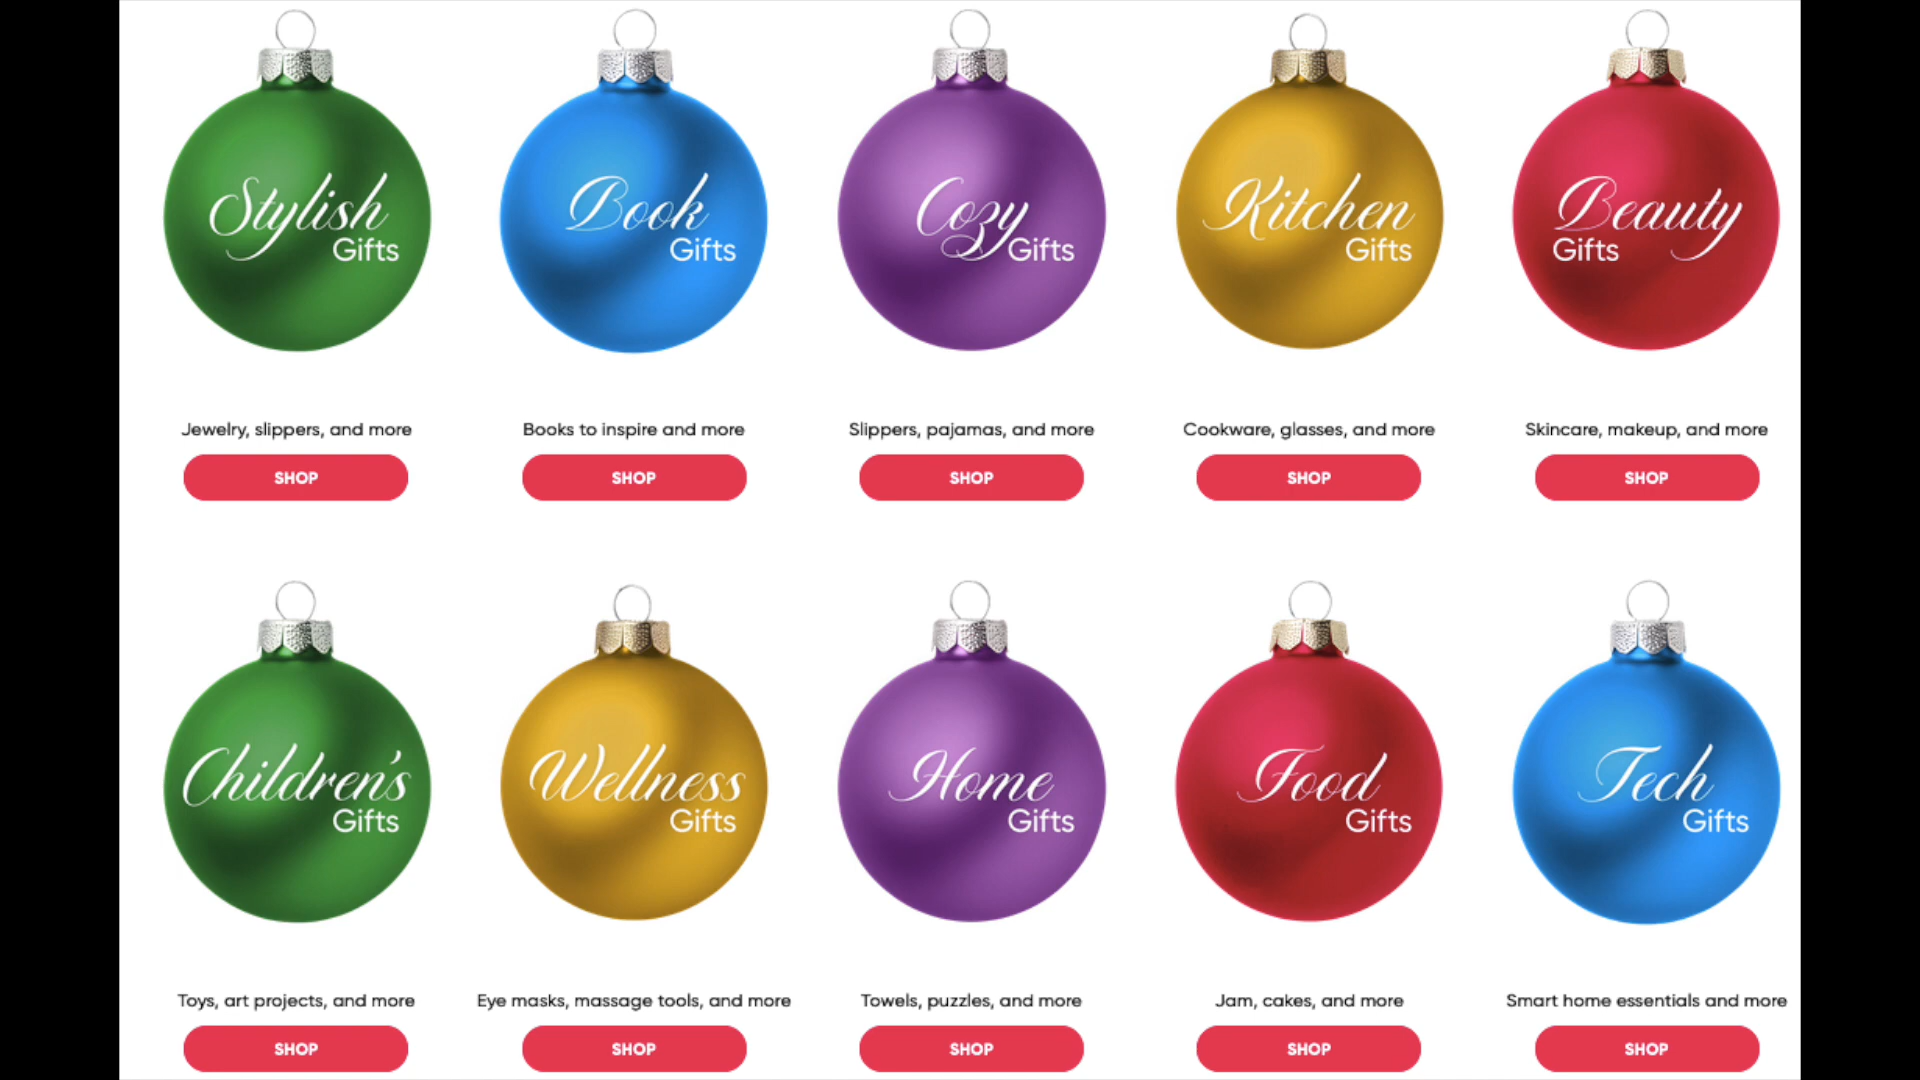 Stylish
Gifts
Book
Gifts
Cozy
Gifts
Kitchen
Gifts
Beauty
Gifts
Jewelry, slippers, and more
Books to inspire and more
Slippers, pajamas, and more
Cookware, glasses, and more
Skincare, makeup, and more
SHOP
SHOP
SHOP
SHOP
SHOP
Children's
Gifts
Wellness
Gifts
Home
Gifts
Food
Gifts
Tech
Gifts
Toys, art projects, and more
Eye masks, massage tools, and more
Towels, puzzles, and more
Jam, cakes, and more
Smart home essentials and more
SHOP
SHOP
SHOP
SHOP
SHOP